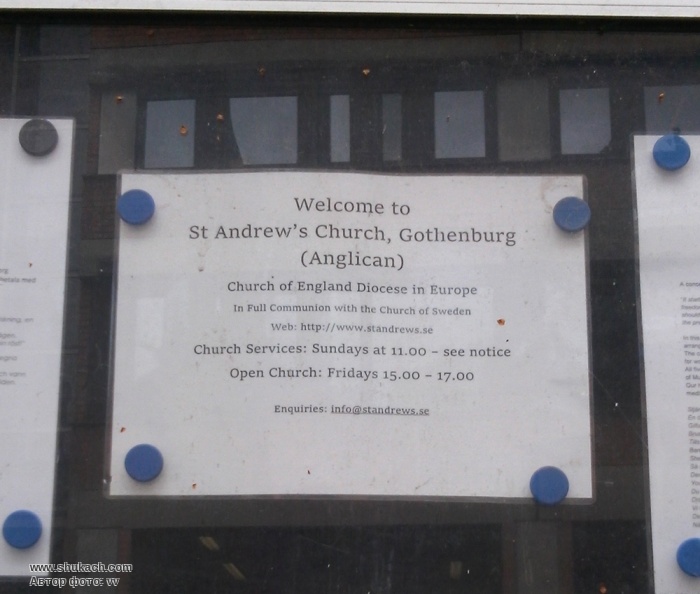 Welcome to
St Andrew's Church, Gothenburg
(Anglican)
Church of England Diocese in Europe
In Full Communion with the Church of Sweden
Web: http://www.standrews.se
Church Services: Sundays at 11.00 – see notice
Open Church: Fridays 15.00 – 17.00
Enquiries: info@standrews.se
www.shukach.com
Автор фото: vv